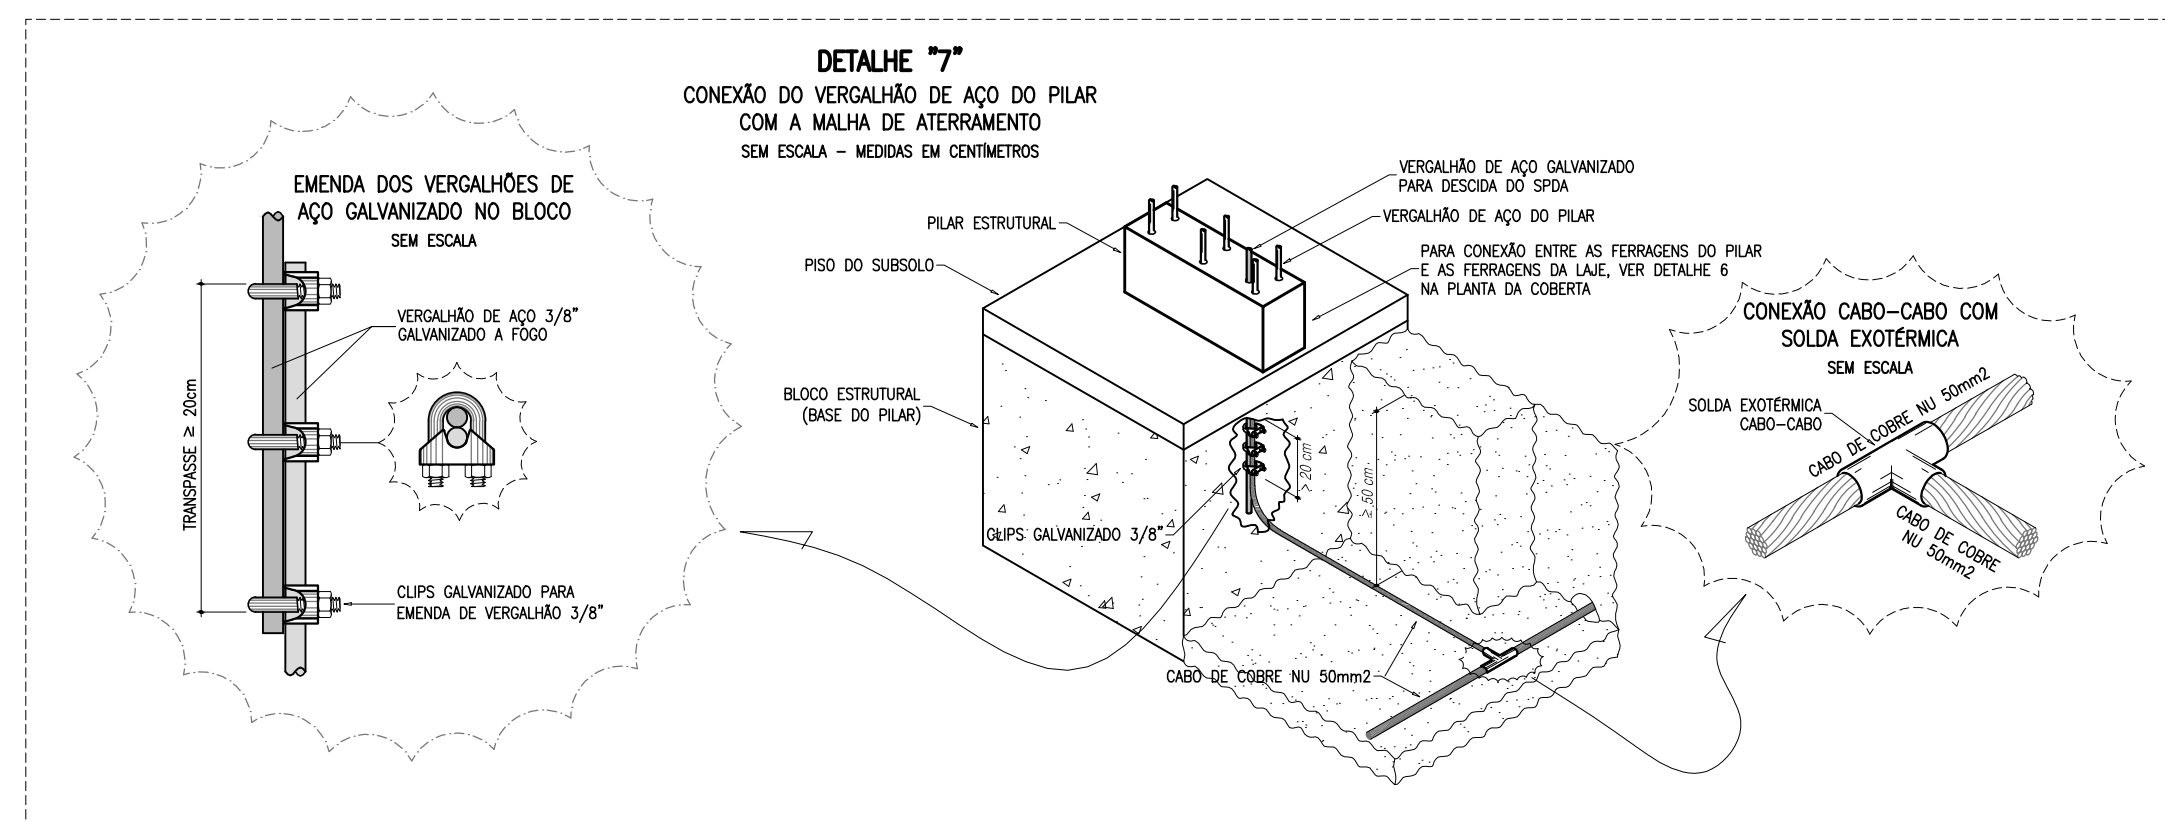 DETALHE "7"
CONEXÃO DO VERGALHÃO DE AÇO DO PILAR
COM A MALHA DE ATERRAMENTO
SEM ESCALA - MEDIDAS EM CENTÍMETROS
EMENDA DOS VERGALHÕES DE
AÇO GALVANIZADO NO BLOCO
SEM ESCALA
VERGALHÃO DE AÇO 3/8"
GALVANIZADO A FOGO
TRANSPASSE ≥ 20cm
CLIPS GALVANIZADO PARA
EMENDA DE VERGALHÃO 3/8"
VERGALHÃO DE AÇO GALVANIZADO
PARA DESCIDA DO SPDA
VERGALHÃO DE AÇO DO PILAR
PILAR ESTRUTURAL
PISO DO SUBSOLO
PARA CONEXÃO ENTRE AS FERRAGENS DO PILAR
E AS FERRAGENS DA LAJE, VER DETALHE 6
NA PLANTA DA COBERTA
BLOCO ESTRUTURAL
(BASE DO PILAR)
> 20 cm
≥ 50 cm
CLIPS GALVANIZADO 3/8"
CABO DE COBRE NU 50mm2
CONEXÃO CABO-CABO COM
SOLDA EXOTÉRMICA
SEM ESCALA
SOLDA EXOTÉRMICA
CABO-CABO
CABO DE COBRE NU 50mm2
CABO DE COBRE
NU 50mm2